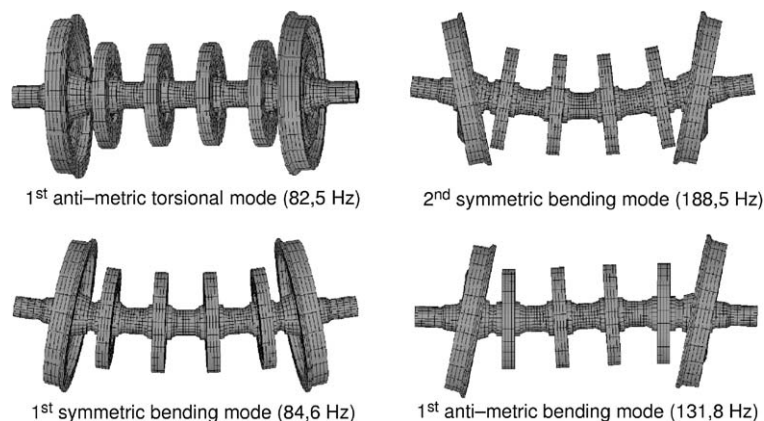 1st anti–metric torsional mode (82,5 Hz)
2nd symmetric bending mode (188,5 Hz)
1st symmetric bending mode (84,6 Hz)
1st anti–metric bending mode (131,8 Hz)